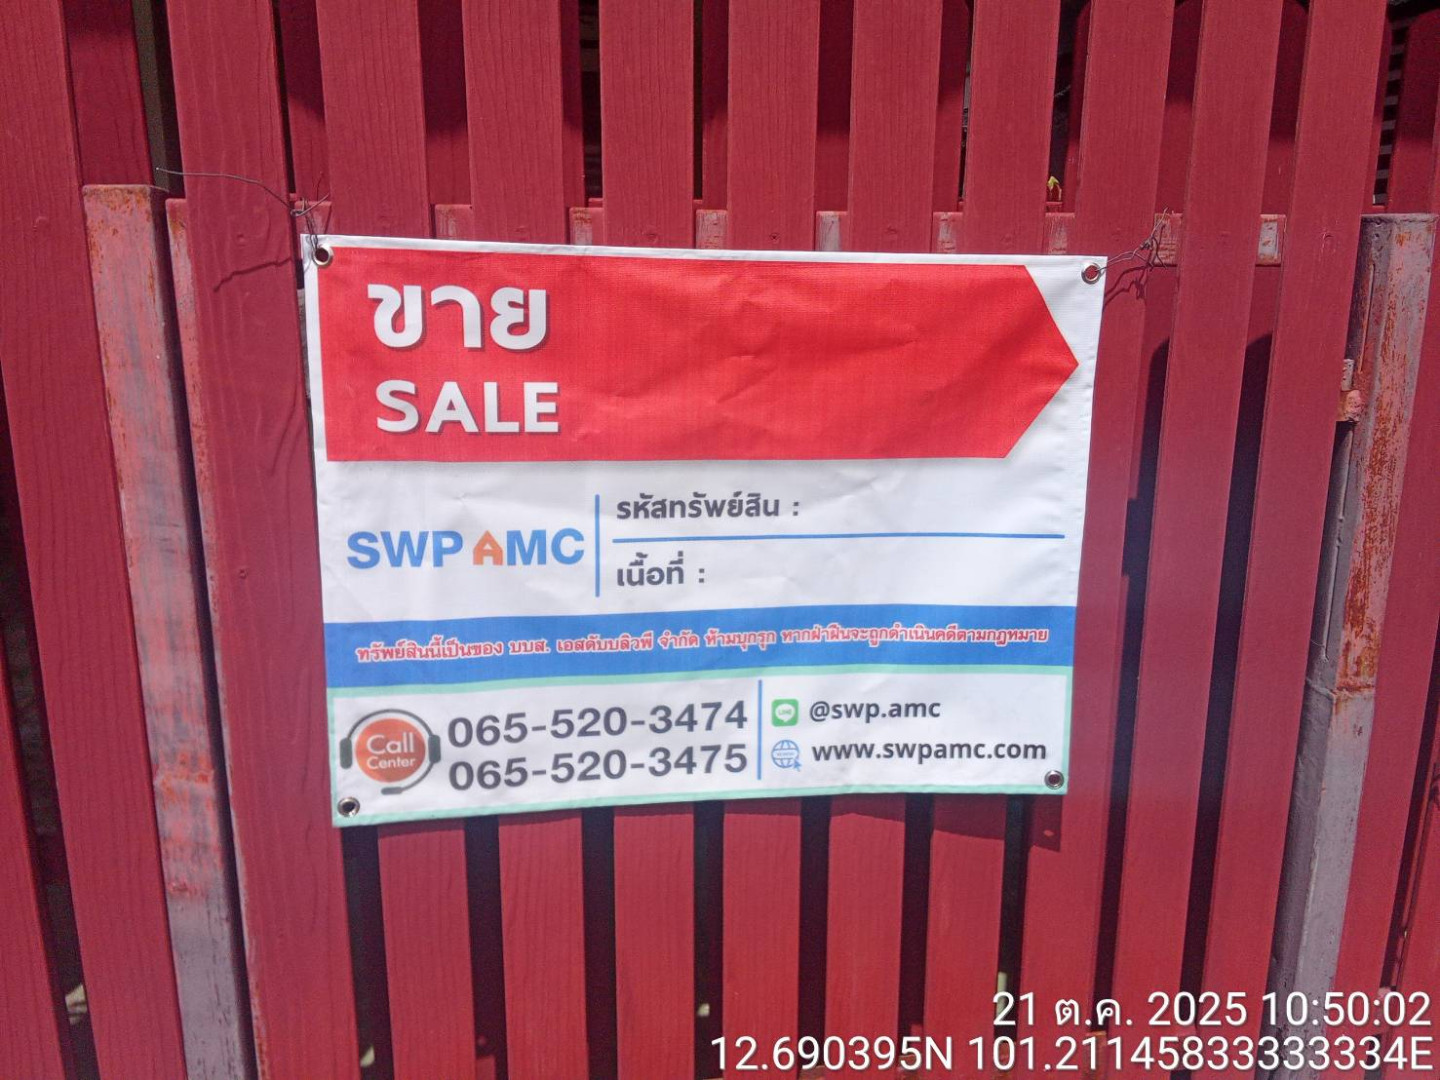 ขาย
SALE
SWP AMC
รหัสทรัพย์สิน :
เนื้อที่ :
ทรัพย์สินนี้เป็นของ บบส. เอสดับบลิวพี จำกัด ห้ามบุกรุก หากฝ่าฝืนจะถูกดำเนินคดีตามกฎหมาย
Call
Center
065-520-3474
065-520-3475
LINE @swp.amc
www.swpamc.com
21 ต.ค. 2025 10:50:02
12.690395N 101.21145833333334E